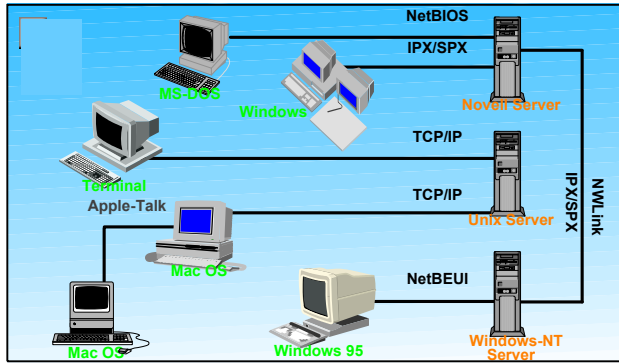 NetBIOS
IPX/SPX
MS-DOS
Windows
Novell Server
TCP/IP
Terminal
Apple-Talk
TCP/IP
Unix Server
NWLink
IPX/SPX
Mac OS
NetBEUI
Mac OS
Windows 95
Windows-NT
Server